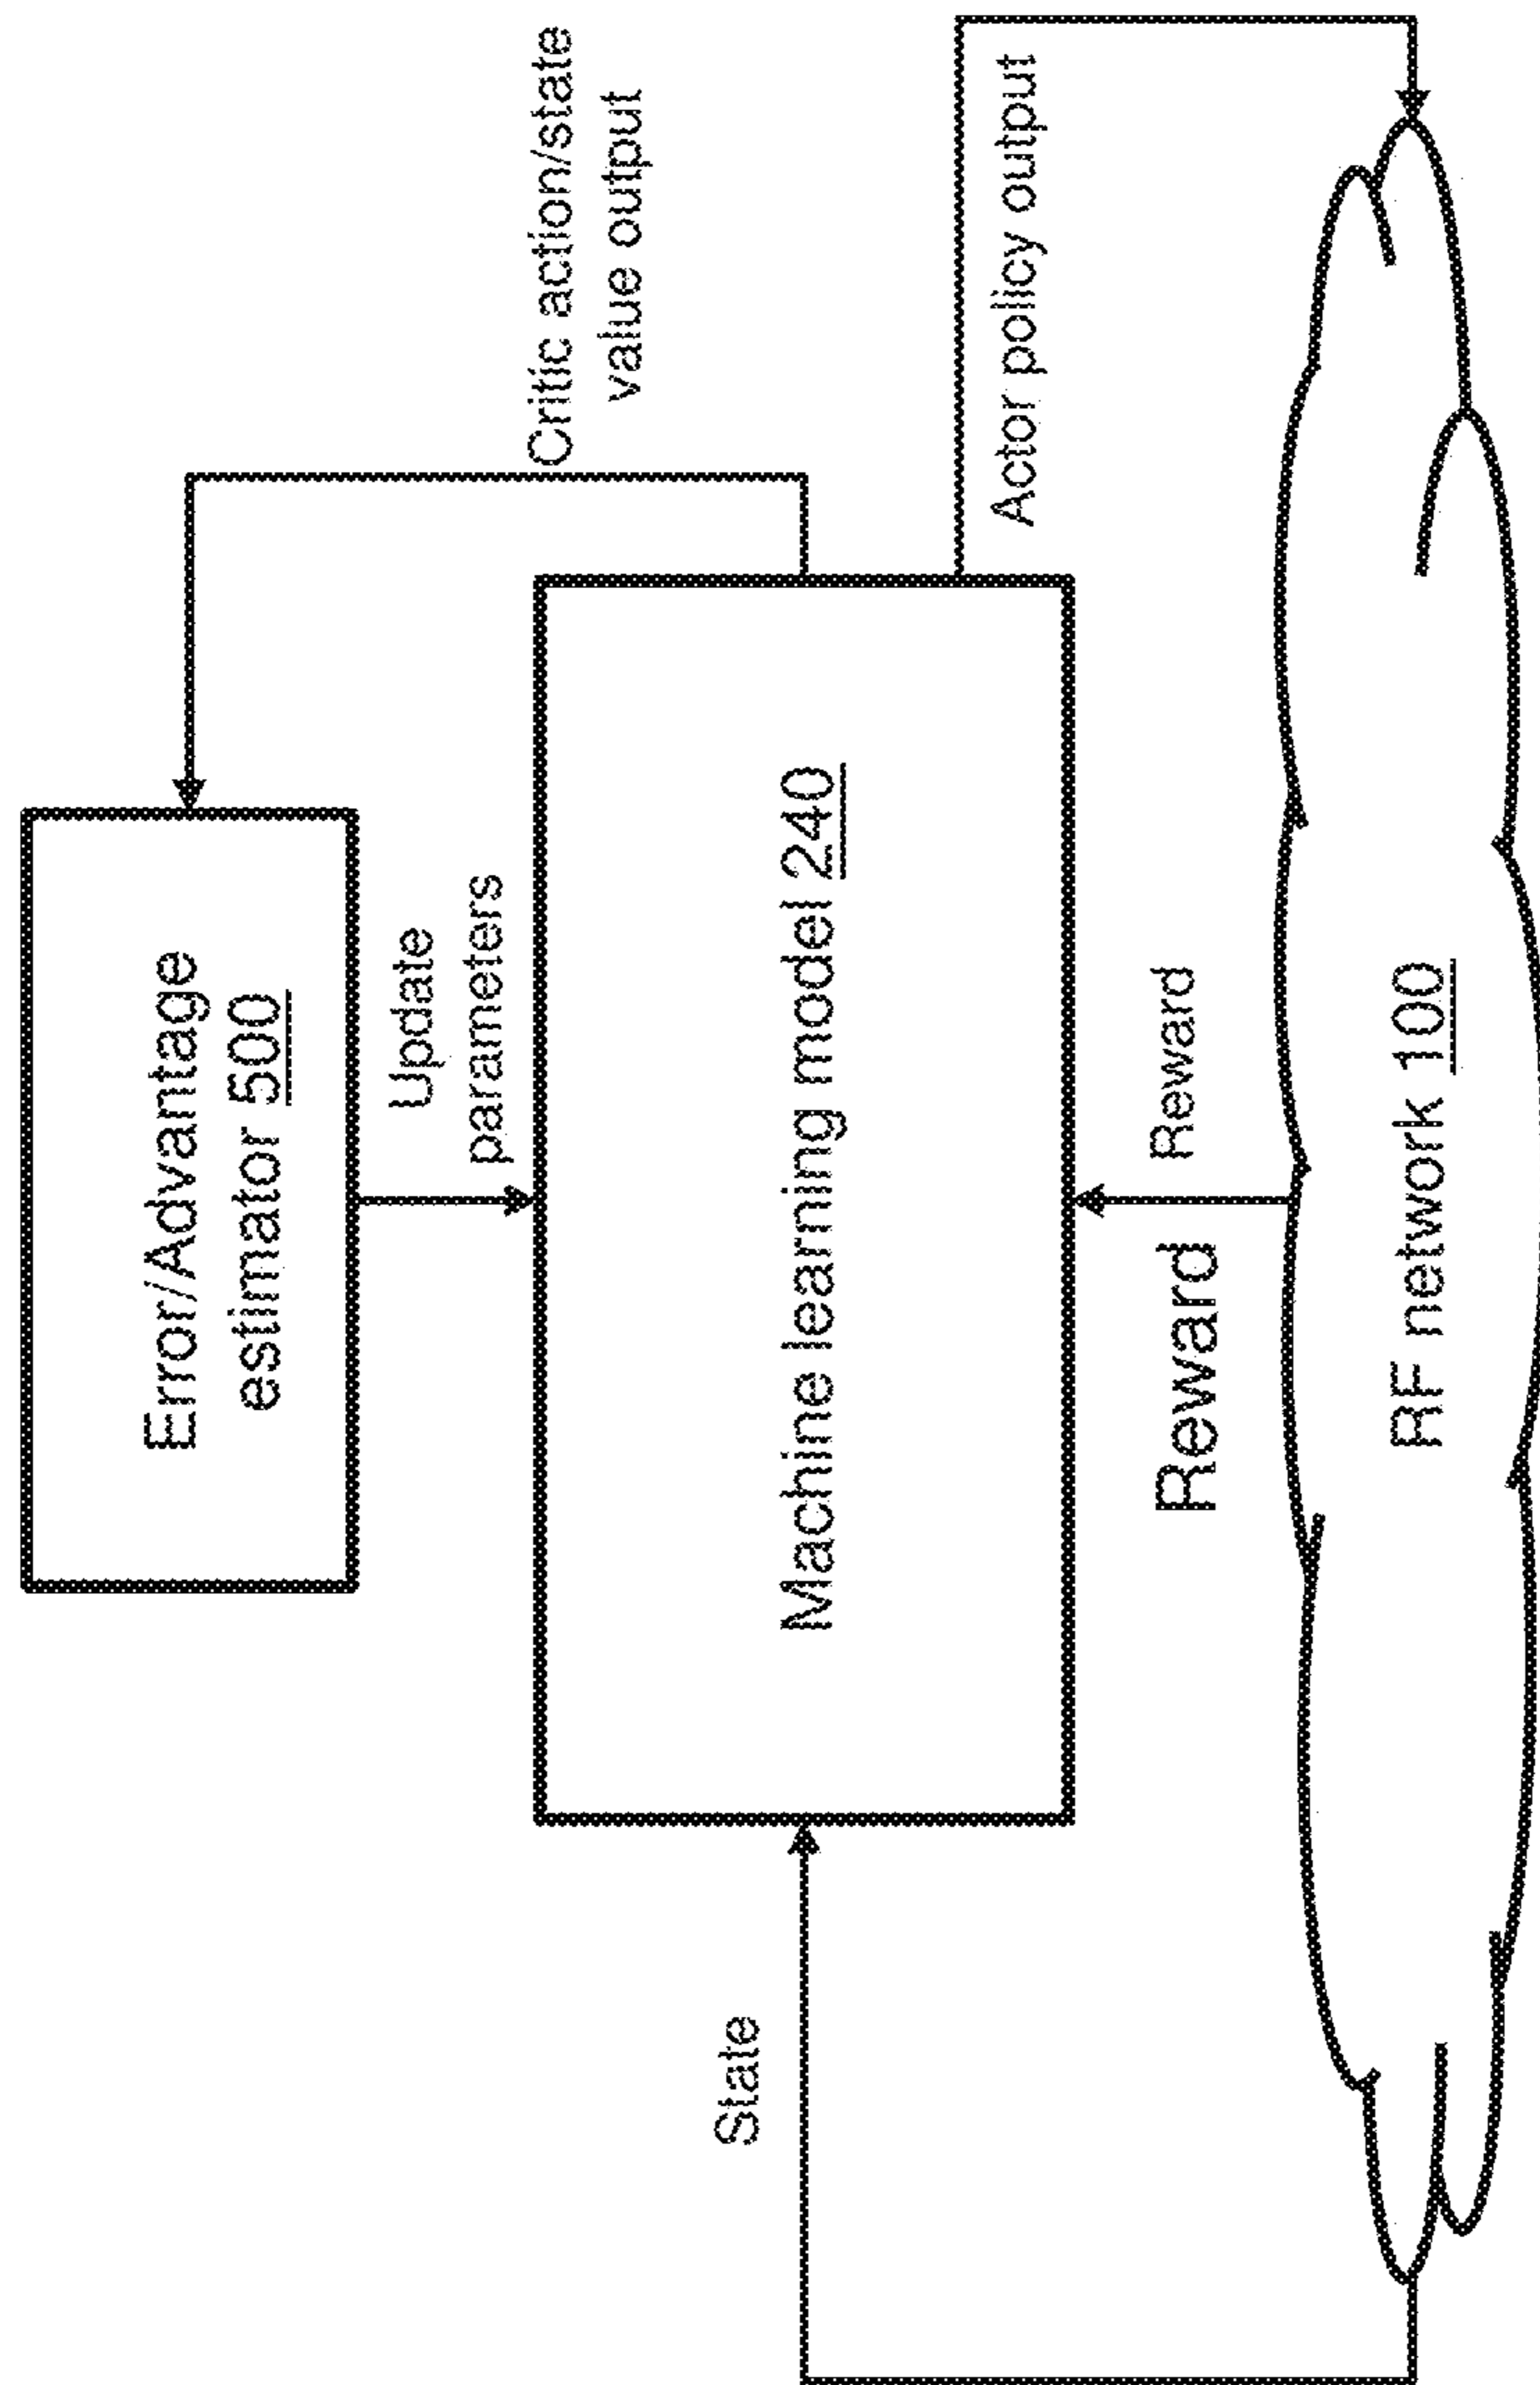 Error/Advantage
estimator 500
Update
parameters
Critic action/state
value output
Machine learning model 240
State
Reward
Reward
Actor policy output
RF network 100